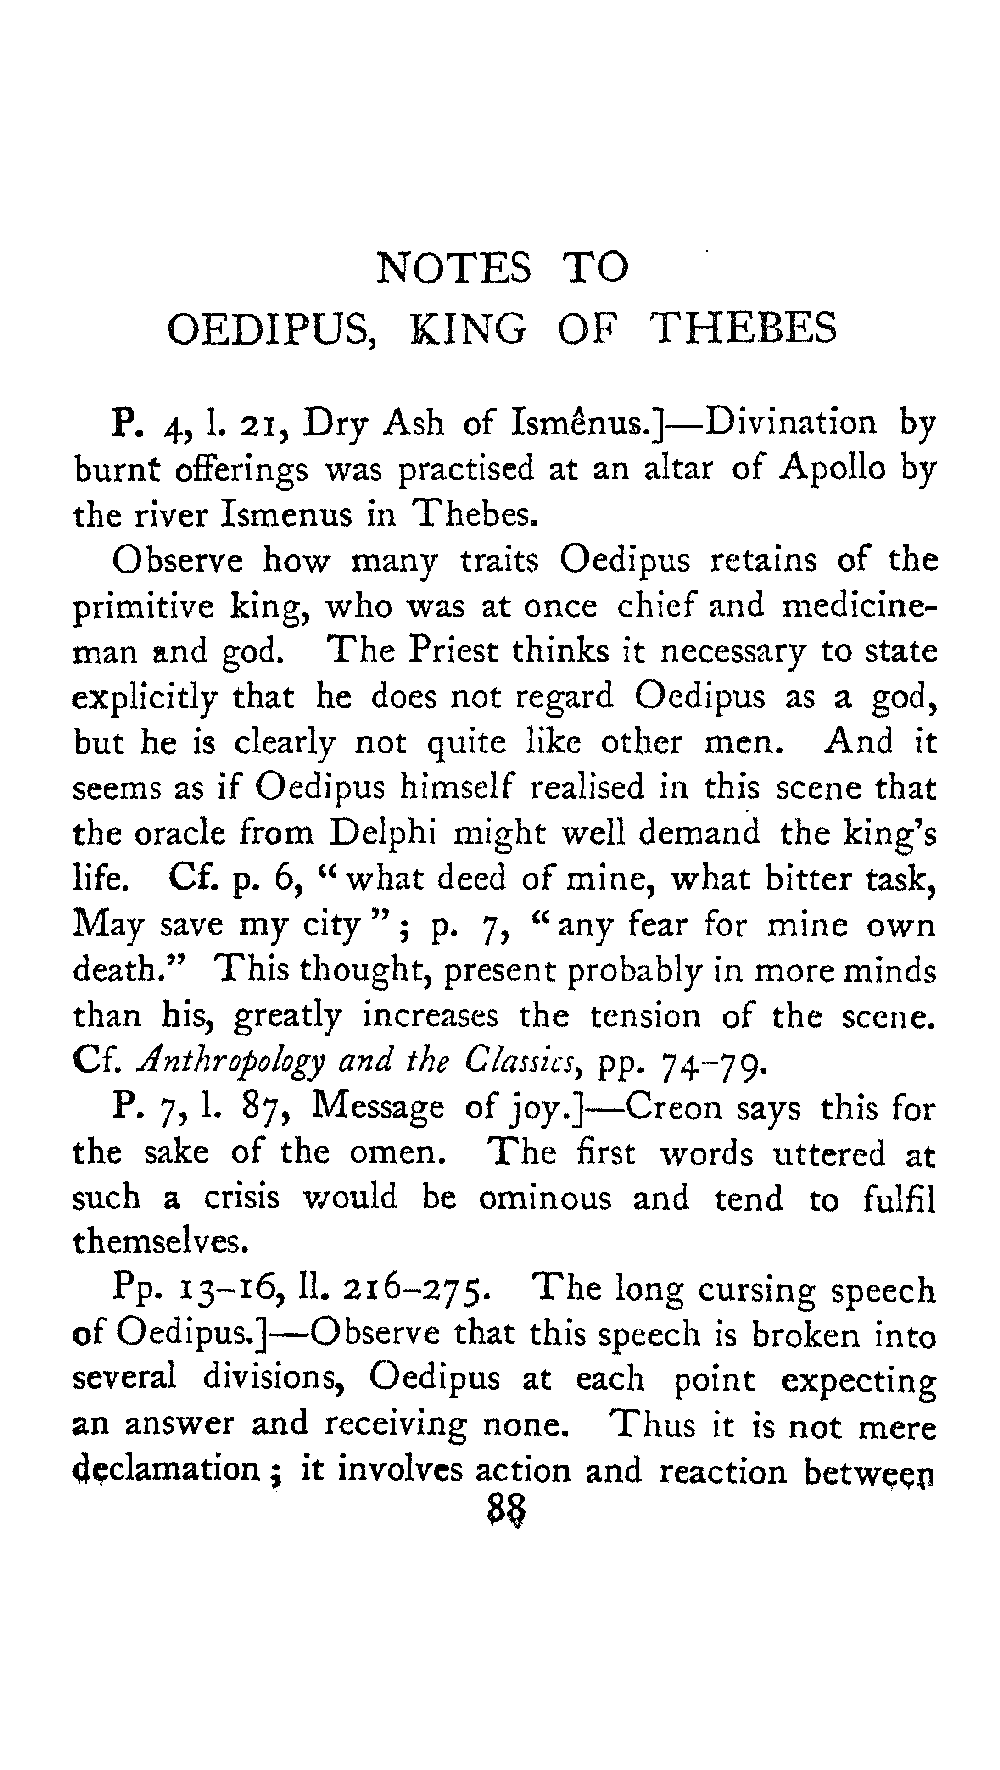 NOTES TO
OEDIPUS, KING OF THEBES
P. 4, l. 21, Dry Ash of Ismênus.]—Divination by
burnt offerings was practised at an altar of Apollo by
the river Ismenus in Thebes.
Observe how many traits Oedipus retains of the
primitive king, who was at once chief and medicine-
man and god. The Priest thinks it necessary to state
explicitly that he does not regard Oedipus as a god,
but he is clearly not quite like other men. And it
seems as if Oedipus himself realised in this scene that
the oracle from Delphi might well demand the king's
life. Cf. p. 6, “ what deed of mine, what bitter task,
May save my city ” ; p. 7, “ any fear for mine own
death.” This thought, present probably in more minds
than his, greatly increases the tension of the scene.
Cf. Anthropology and the Classics, pp. 74–79.
P. 7, l. 87, Message of joy.]—Creon says this for
the sake of the omen. The first words uttered at
such a crisis would be ominous and tend to fulfil
themselves.
Pp. 13–16, ll. 216–275. The long cursing speech
of Oedipus.]—Observe that this speech is broken into
several divisions, Oedipus at each point expecting
an answer and receiving none. Thus it is not mere
declamation ; it involves action and reaction between
88